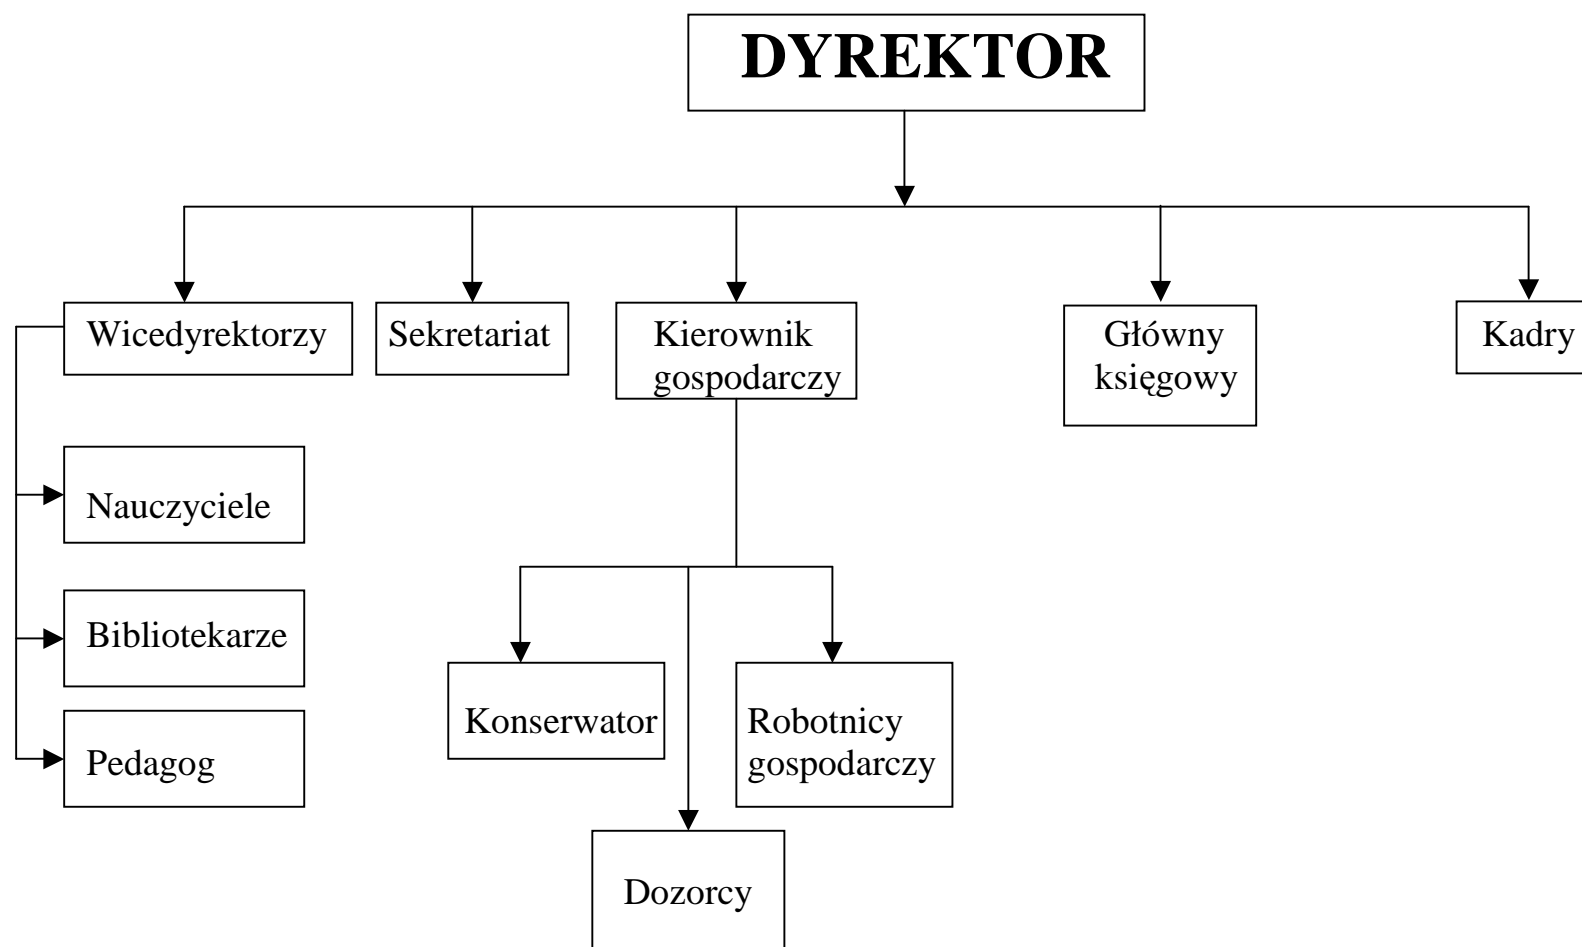 DYREKTOR
Wicedyrektorzy
Sekretariat
Kierownik
gospodarczy
Główny
księgowy
Kadry
Nauczyciele
Bibliotekarze
Pedagog
Konserwator
Robotnicy
gospodarczy
Dozorcy